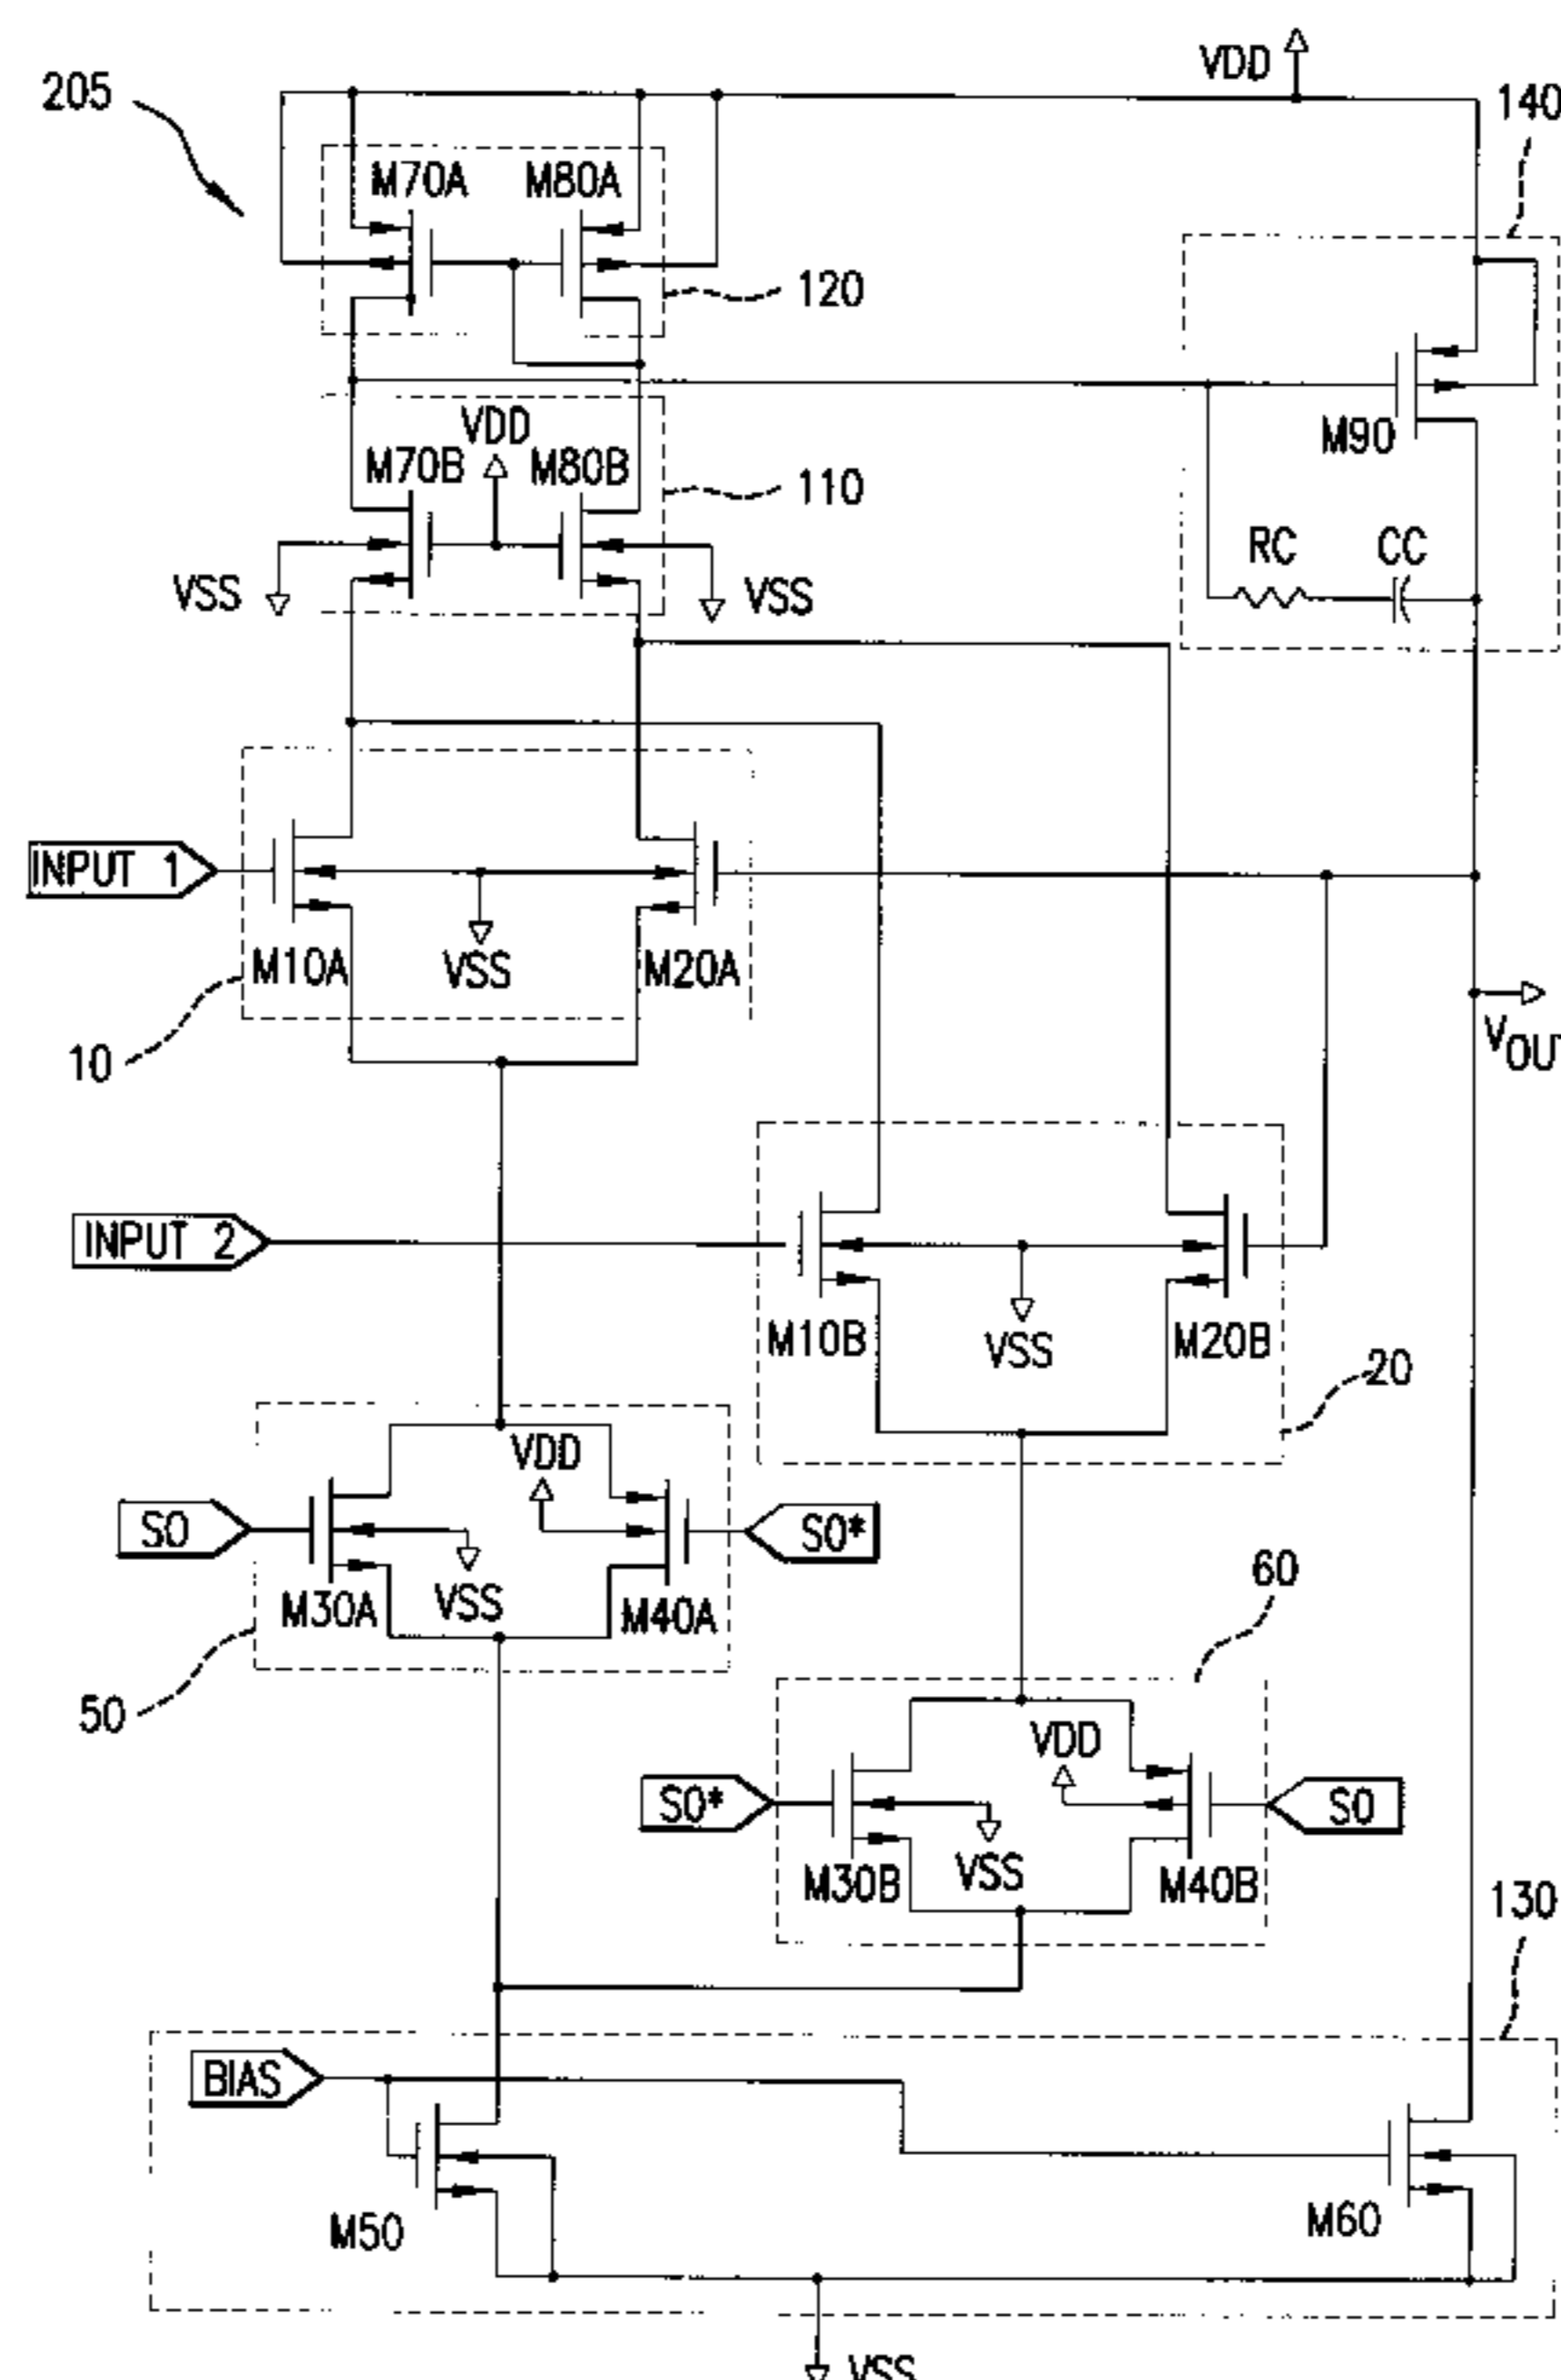 VDD
205
140
M70A M80A
120
M90
VDD
M70B M80B
110
VSS
VSS
RC CC
INPUT 1
M10A VSS M20A
10
V
INPUT 2
M10B VSS M20B
20
VDD
S0 S0*
M30A VSS M40A
50
60
VDD
S0* S0
M30B VSS M40B
130
BIAS
M50 M60
VSS